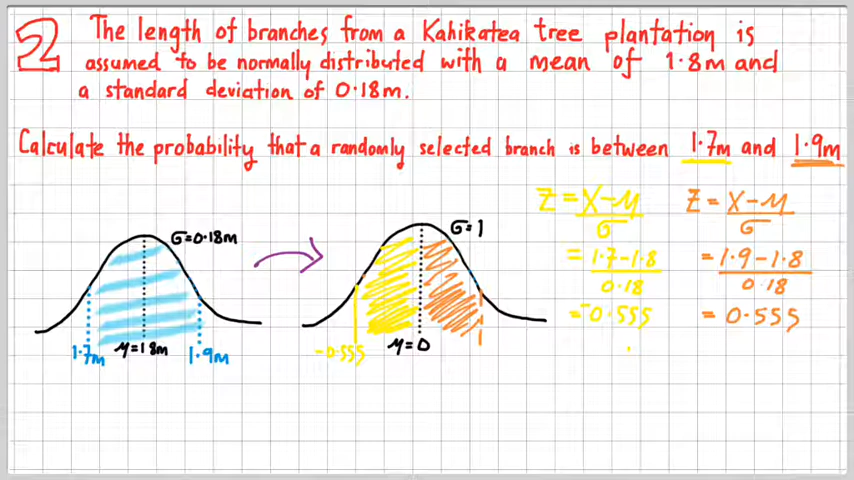 2 The length of branches from a Kahikatea tree plantation is
assumed to be normally distributed with a mean of 1.8m and
a standard deviation of 0.18m.
Calculate the probability that a randomly selected branch is between 1.7m and 1.9m
σ=0.18m
1.7m μ=1.8m 1.9m
σ=1
-0.555 μ=0
Z = X-μ
σ
= 1.7-1.8
0.18
= -0.555
Z = X-μ
σ
= 1.9-1.8
0.18
= 0.555